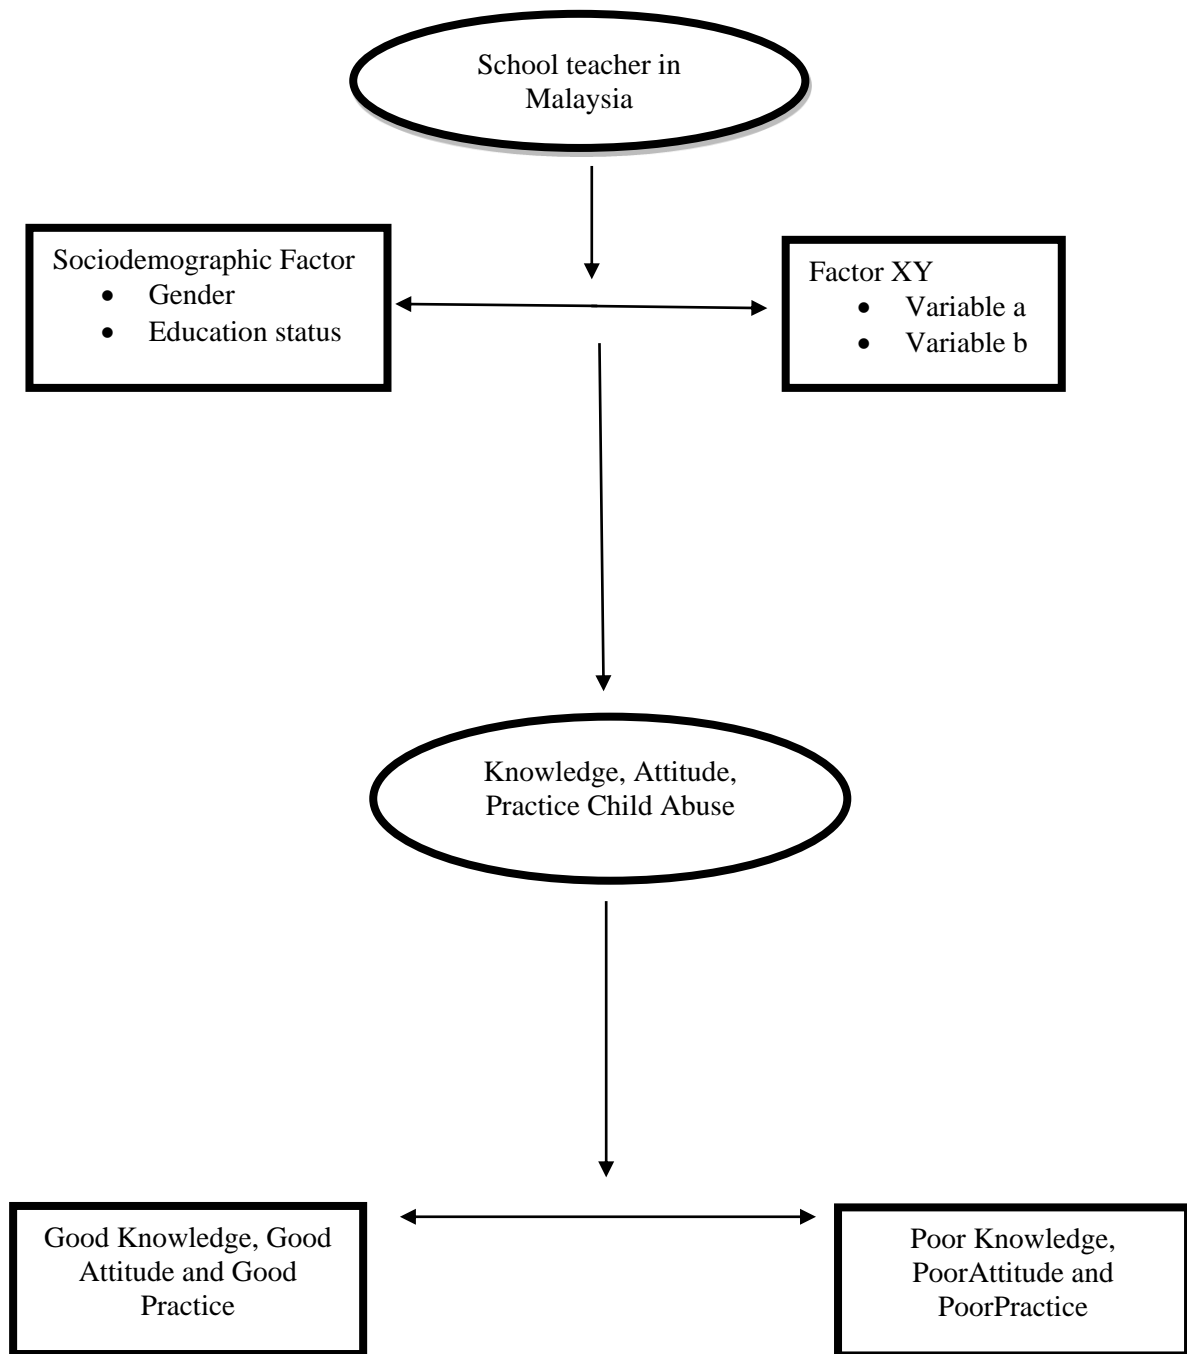 School teacher in
Malaysia
Sociodemographic Factor
• Gender
• Education status
Factor XY
• Variable a
• Variable b
Knowledge, Attitude,
Practice Child Abuse
Good Knowledge, Good
Attitude and Good
Practice
Poor Knowledge,
PoorAttitude and
PoorPractice